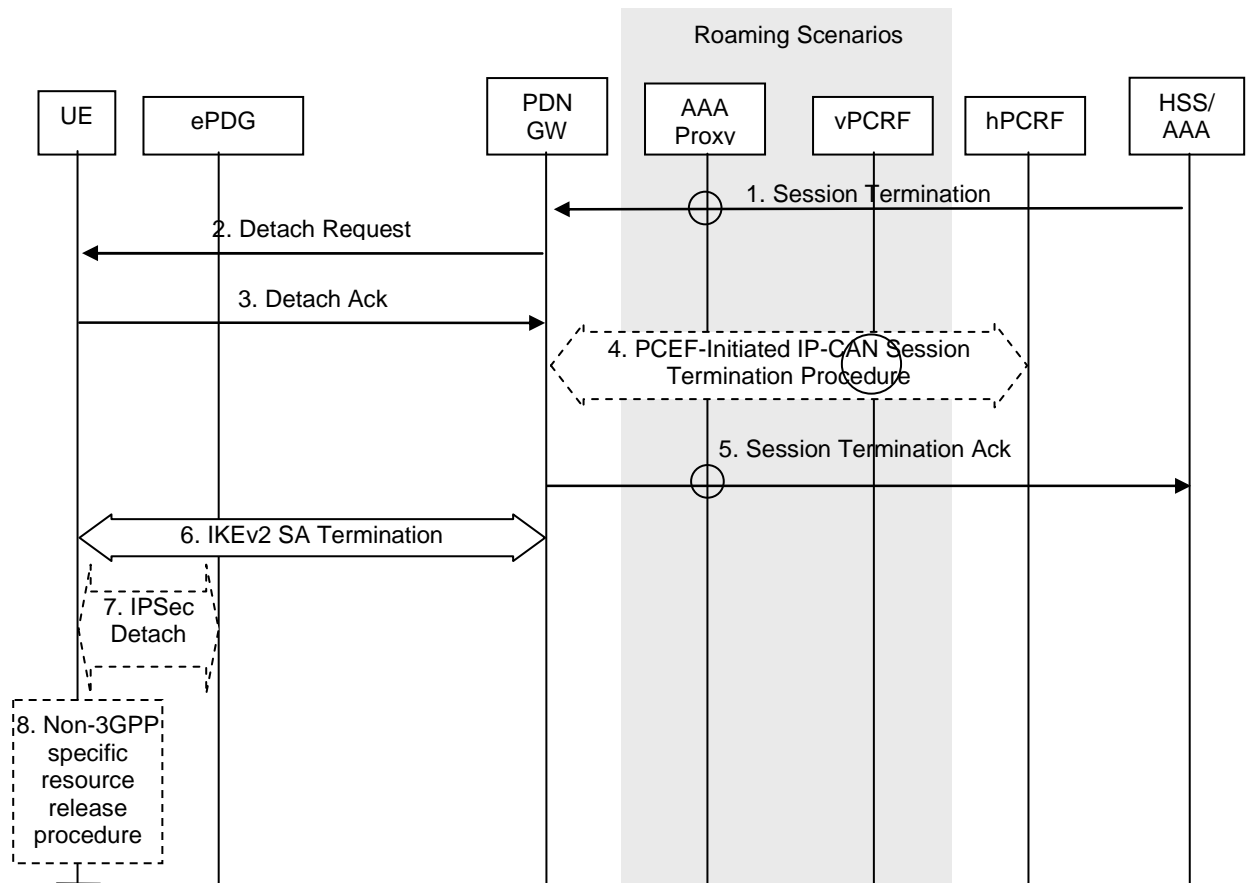 Roaming Scenarios
UE
ePDG
PDN
GW
AAA
Proxy
vPCRF
hPCRF
HSS/
AAA
1. Session Termination
2. Detach Request
3. Detach Ack
4. PCEF-Initiated IP-CAN Session
Termination Procedure
5. Session Termination Ack
6. IKEv2 SA Termination
7. IPSec
Detach
8. Non-3GPP
specific
resource
release
procedure